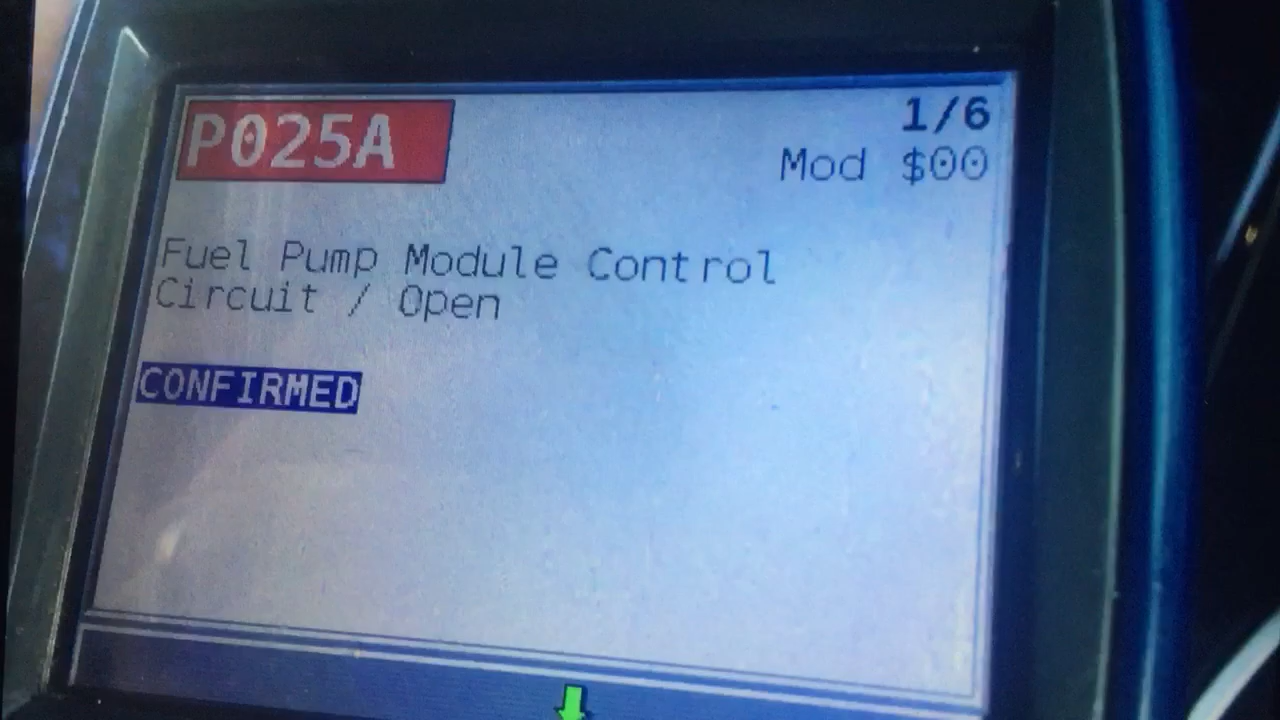 P025A
1/6
Mod $00
Fuel Pump Module Control
Circuit / Open
CONFIRMED